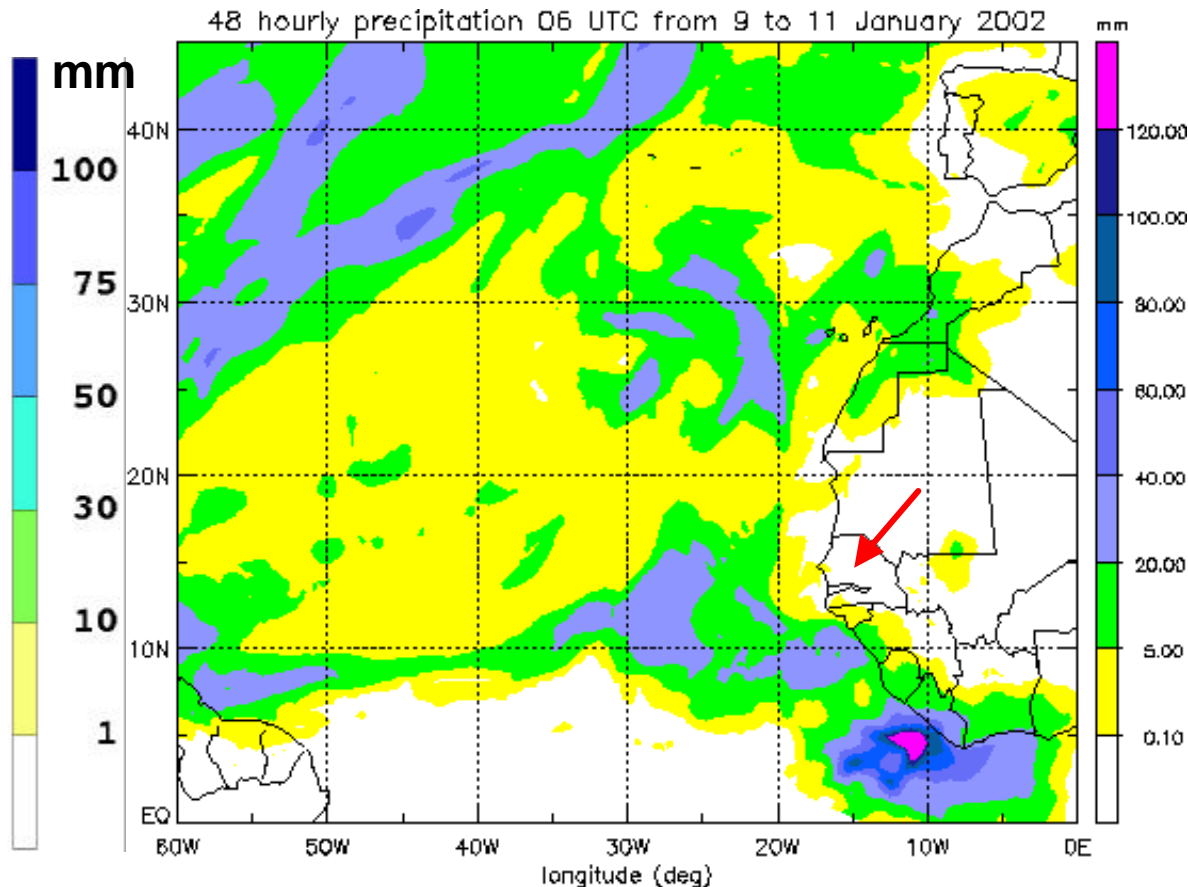 48 hourly precipitation 06 UTC from 9 to 11 January 2002
mm
100
75
50
30
10
1
40N
30N
20N
10N
EQ
60W 50W 40W 30W 20W 10W 0E
longitude (deg)
mm
120.00
100.00
80.00
60.00
40.00
20.00
5.00
0.10